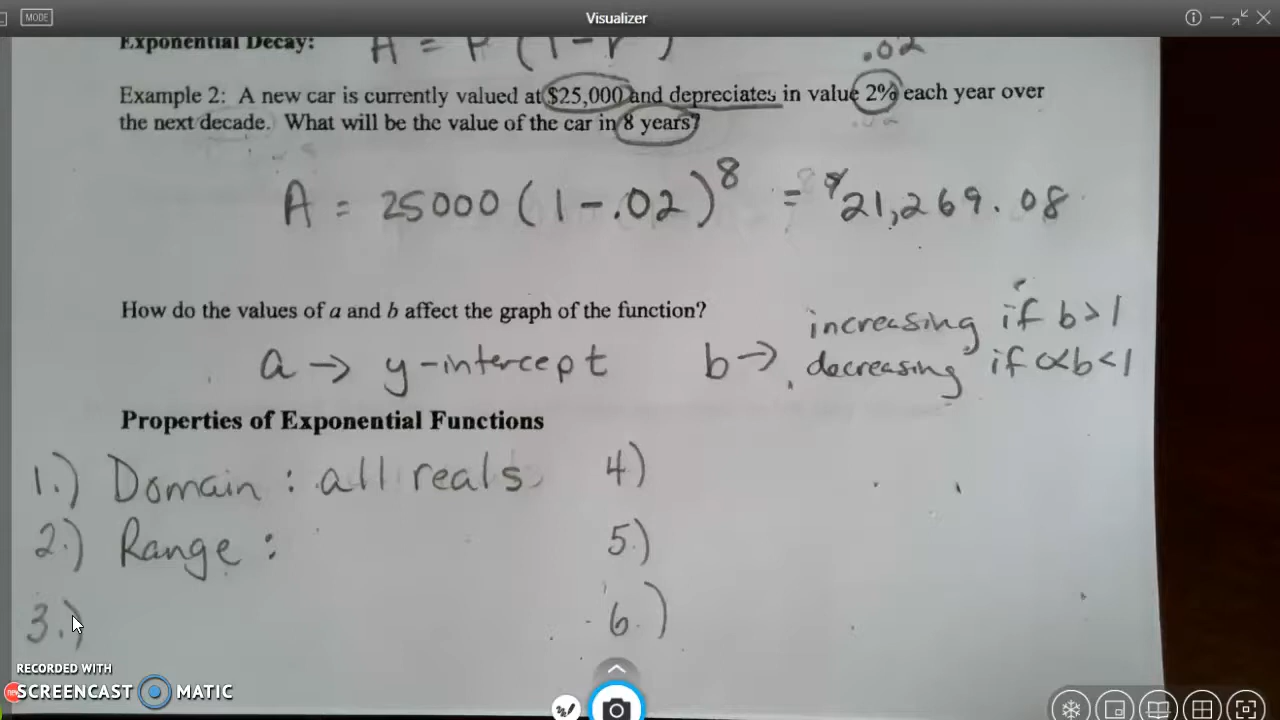 MODE
Visualizer
Exponential Decay: A = P (1 - r )
.02
Example 2: A new car is currently valued at $25,000 and depreciates in value 2% each year over
the next decade. What will be the value of the car in 8 years?
A = 25000 (1 - .02)^8 = $21,269.08
How do the values of a and b affect the graph of the function?
increasing if b > 1
a → y-intercept b → decreasing if 0<b<1
Properties of Exponential Functions
1.) Domain : all reals 4)
2.) Range : 5.)
3.) 6.)
RECORDED WITH
SCREENCAST MATIC